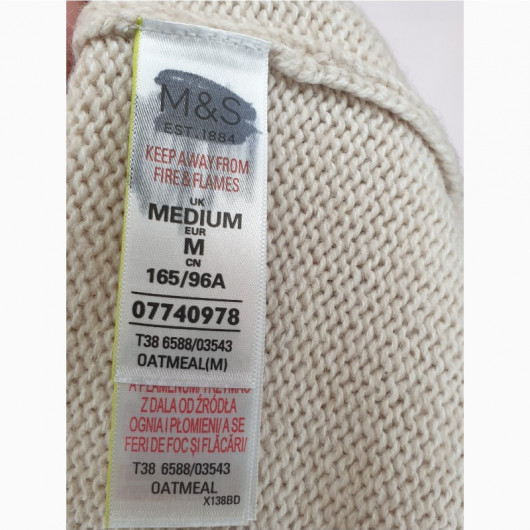 M&S
EST. 1884
KEEP AWAY FROM
FIRE & FLAMES
UK
MEDIUM
EUR
M
CN
165/96A
07740978
T38 6588/03543
OATMEAL(M)
Z DALA OD ŹRÓDŁA
OGNIA I PŁOMIENI/A SE
FERI DE FOC ȘI FLĂCĂRI/
T38 6588/03543
OATMEAL
X138BD